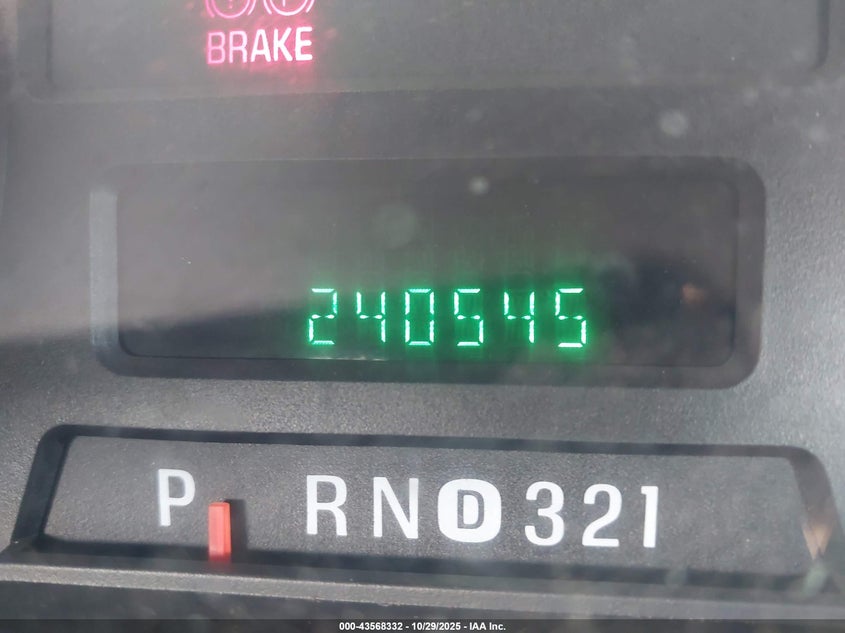 BRAKE
240545
P RND321
000-43568332 | 10/29/2025 - IAA Inc.